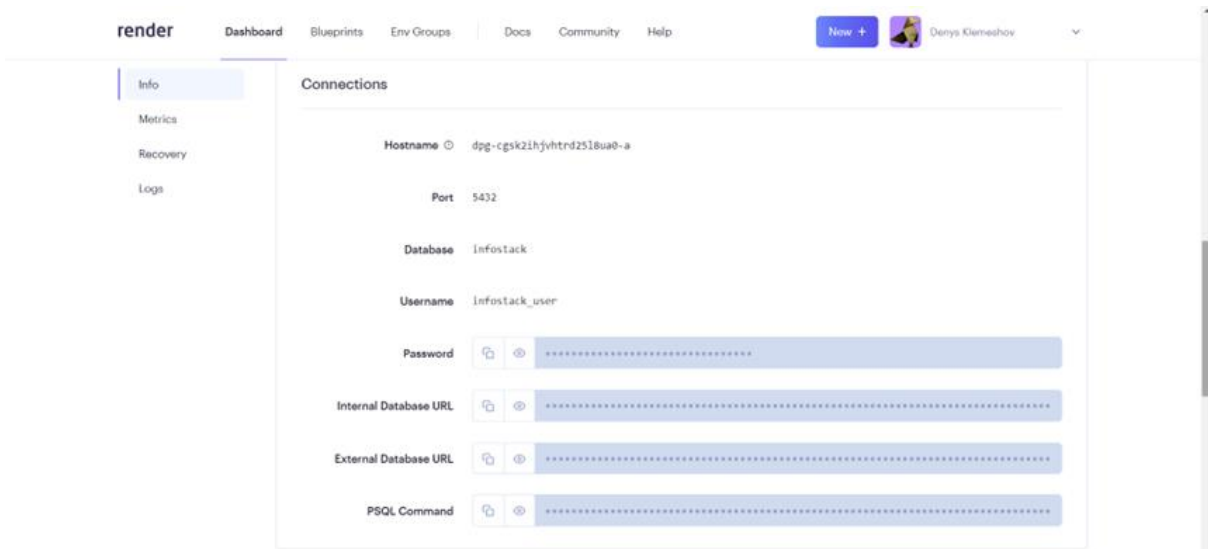 render Dashboard Blueprints Env Groups Docs Community Help New + Denys Klemeshov
Info
Metrics
Recovery
Logs
Connections
Hostname dpg-cgsk2ihjvhtrd25l8ua0-a
Port 5432
Database infostack
Username infostack_user
Password ********************************
Internal Database URL
External Database URL
PSQL Command